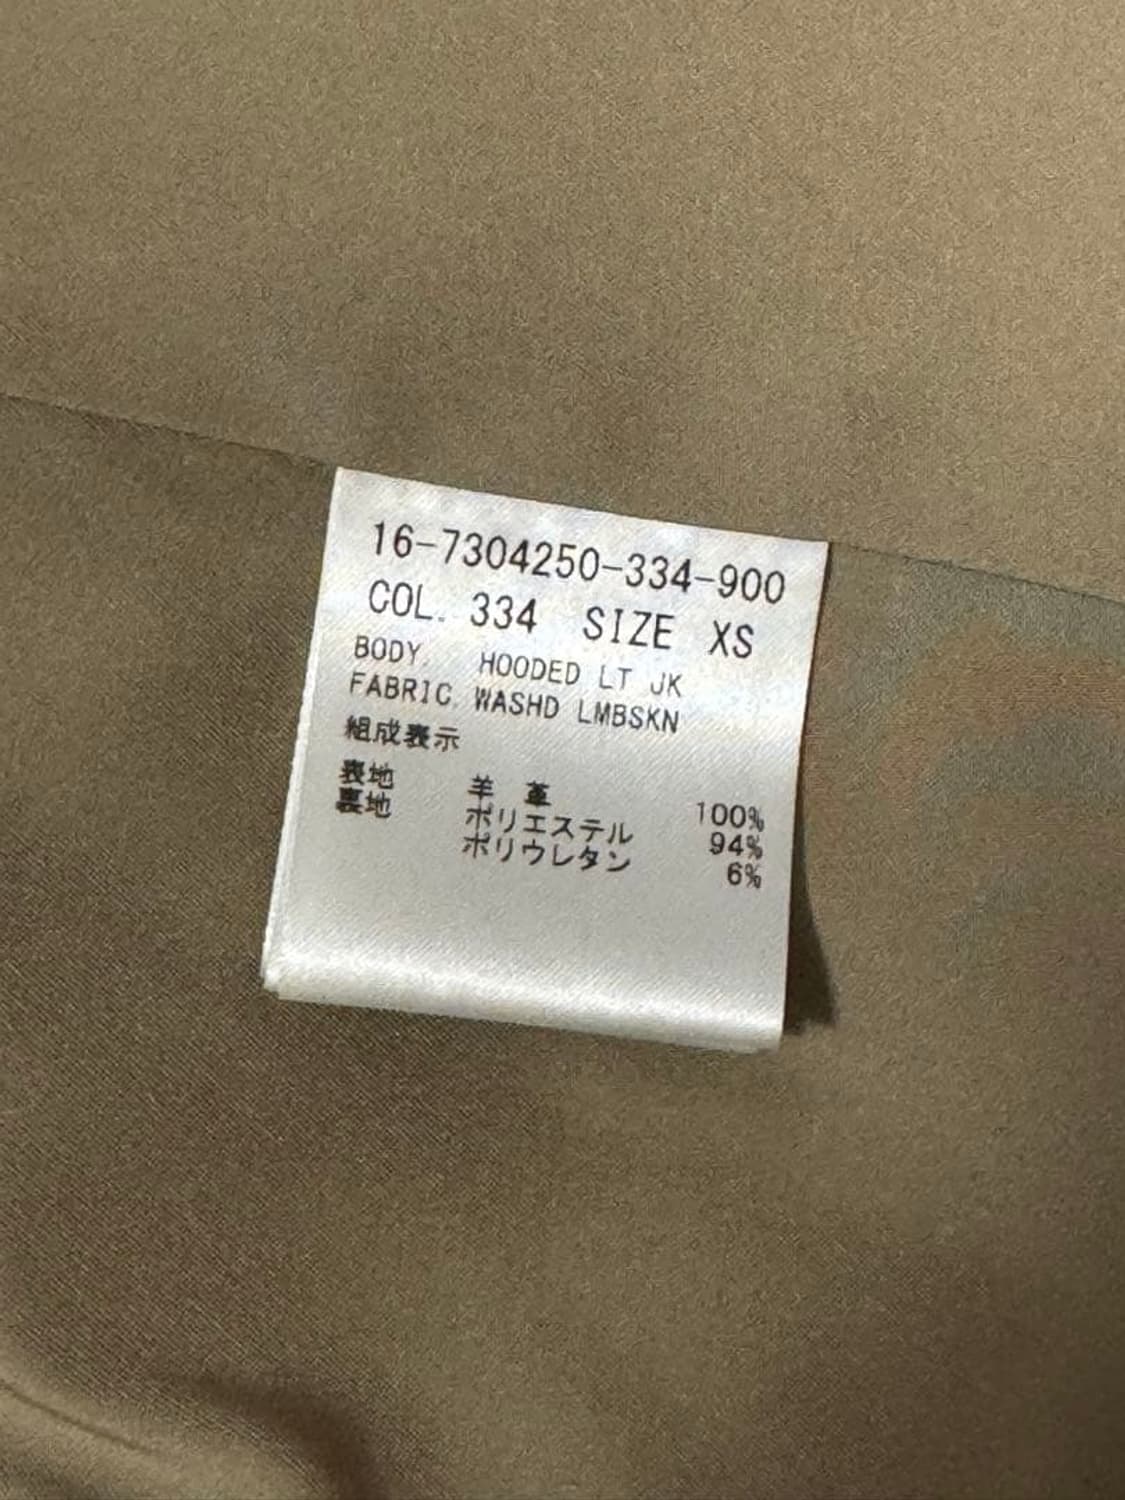 16-7304250-334-900
COL. 334 SIZE XS
BODY. HOODED LT JK
FABRIC. WASHD LMBSKN
組成表示
表地 羊 革 100%
裏地 ポリエステル 94%
ポリウレタン 6%